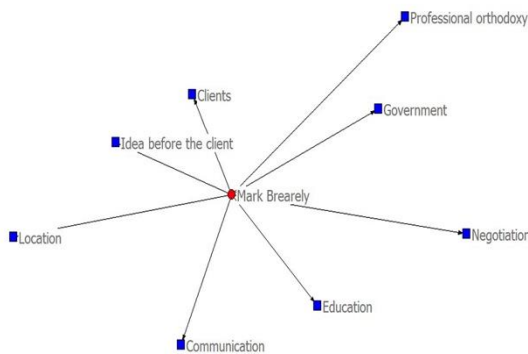 Professional orthodoxy
Clients
Government
Idea before the client
Mark Brearely
Location
Negotiation
Education
Communication